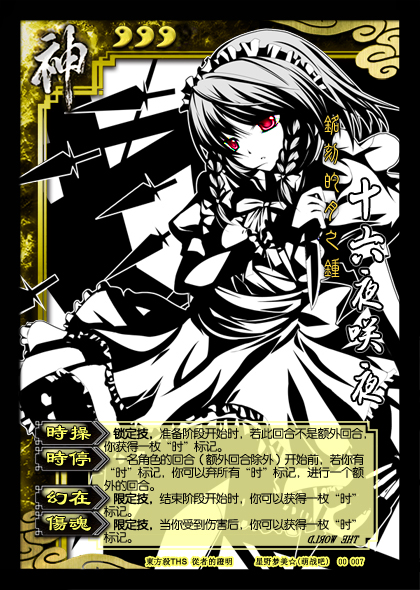 神
銘刻的月之鍾
十六夜咲夜
時操
锁定技，准备阶段开始时，若此回合不是额外回合，
你获得一枚“时”标记。
時停
一名角色的回合（额外回合除外）开始前，若你有
“时”标记，你可以弃所有“时”标记，进行一个额
外的回合。
幻在
限定技，结束阶段开始时，你可以获得一枚“时”
标记。
傷魂
限定技，当你受到伤害后，你可以获得一枚“时”
标记。
THE WORLD
東方殺THS 從者的證明 星野梦美☆(萌战吧) 00 007